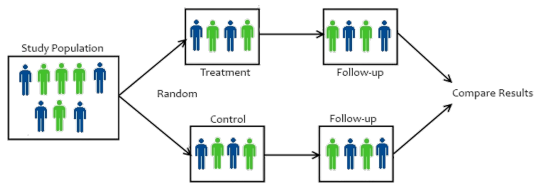 Study Population
Treatment
Follow-up
Random
Control
Follow-up
Compare Results